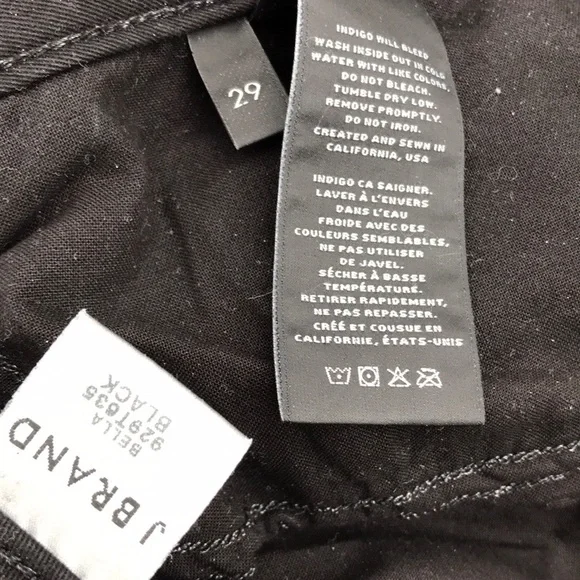 29
INDIGO WILL BLEED
WASH INSIDE OUT IN COLD
WATER WITH LIKE COLORS.
DO NOT BLEACH.
TUMBLE DRY LOW.
REMOVE PROMPTLY.
DO NOT IRON.
CREATED AND SEWN IN
CALIFORNIA, USA
INDIGO CA SAIGNER.
LAVER À L'ENVERS
DANS L'EAU
FROIDE AVEC DES
COULEURS SEMBLABLES,
NE PAS UTILISER
DE JAVEL.
SÉCHER À BASSE
TEMPÉRATURE.
RETIRER RAPIDEMENT,
NE PAS REPASSER.
CRÉÉ ET COUSUE EN
CALIFORNIE, ÉTATS-UNIS
J BRAND
BELLA
929T635
BLACK